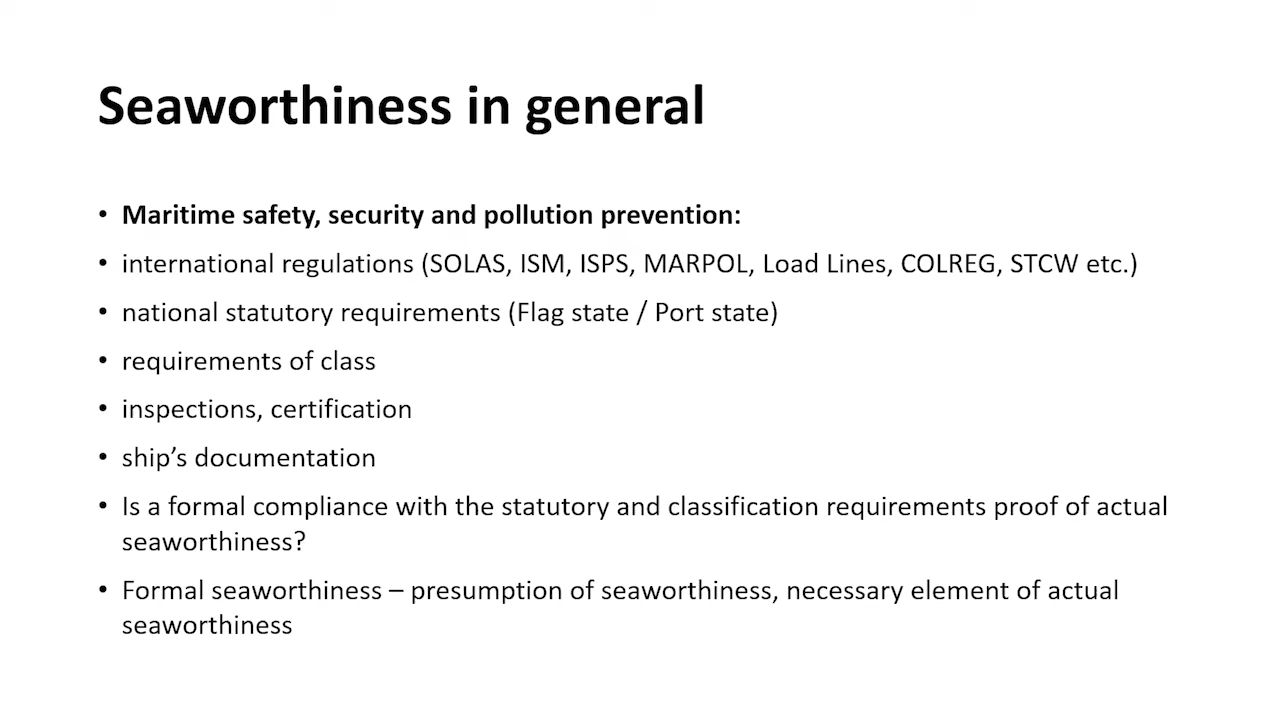 Seaworthiness in general
• Maritime safety, security and pollution prevention:
• international regulations (SOLAS, ISM, ISPS, MARPOL, Load Lines, COLREG, STCW etc.)
• national statutory requirements (Flag state / Port state)
• requirements of class
• inspections, certification
• ship’s documentation
• Is a formal compliance with the statutory and classification requirements proof of actual
seaworthiness?
• Formal seaworthiness – presumption of seaworthiness, necessary element of actual
seaworthiness